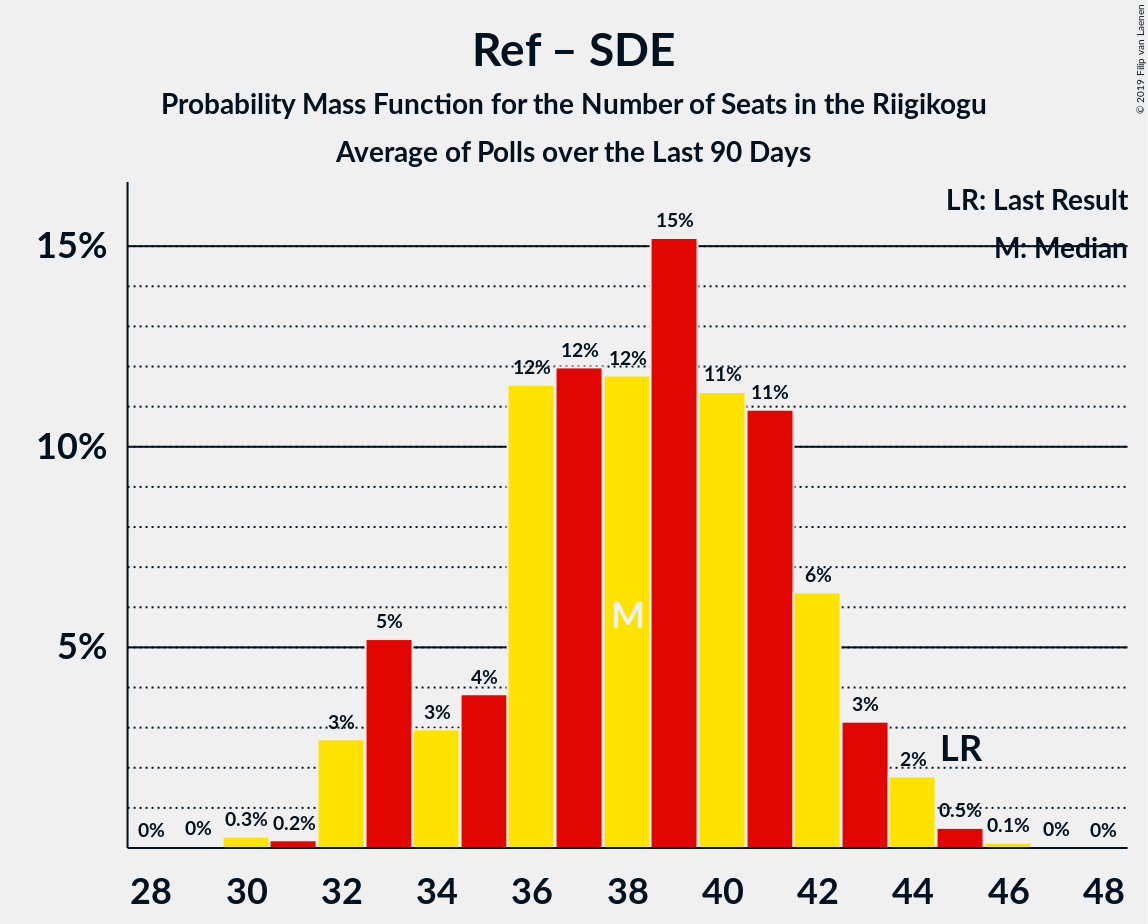 Ref – SDE
Probability Mass Function for the Number of Seats in the Riigikogu
Average of Polls over the Last 90 Days
© 2019 Filip van Laenen
LR: Last Result
M: Median
15%
10%
5%
0%
0%
0.3%
0.2%
3%
5%
3%
4%
12%
12%
12%
15%
11%
11%
6%
3%
2%
0.5%
0.1%
0%
0%
M
LR
28 30 32 34 36 38 40 42 44 46 48